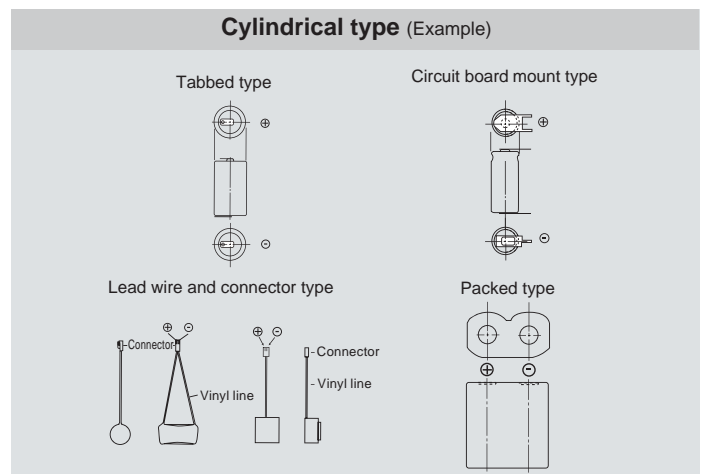 Cylindrical type (Example)
Tabbed type
Circuit board mount type
⊕
⊕
⊖
⊖
Lead wire and connector type
Packed type
⊕ ⊖
⊕ ⊖
Connector
Connector
Vinyl line
Vinyl line
⊕ ⊖